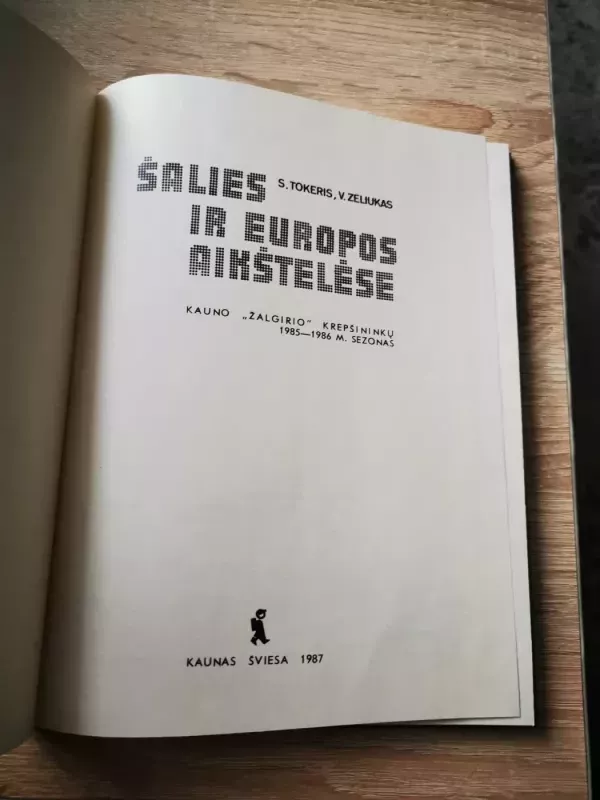 S. TOKERIS, V. ZELIUKAS
ŠALIES
IR EUROPOS
AIKŠTELĖSE
KAUNO „ŽALGIRIO“ KREPŠININKŲ
1985—1986 M. SEZONAS
KAUNAS ŠVIESA 1987